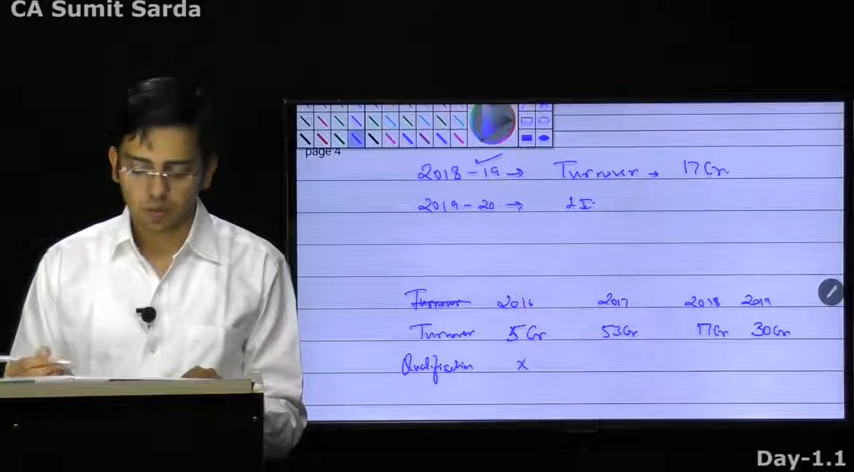 CA Sumit Sarda
page 4
2018-19 → Turnover → 17 Cr.
2019-20 →
Turnover 2016 2017 2018 2019
Turnover 5 Cr 53 Cr 17 Cr 30 Cr
Qualification ×
Day-1.1